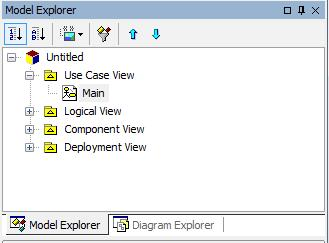 Model Explorer
Untitled
Use Case View
Main
Logical View
Component View
Deployment View
Model Explorer Diagram Explorer